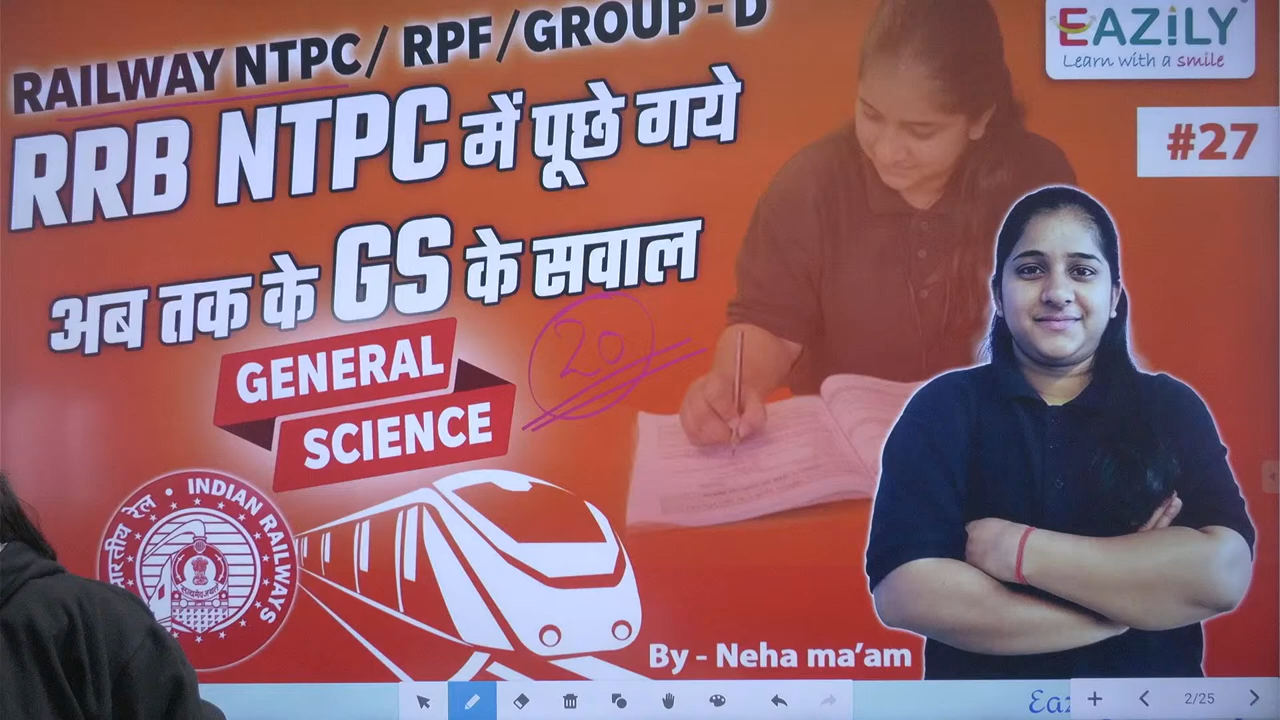 RAILWAY NTPC/ RPF/GROUP - D
EAZiLY
Learn with a smile
#27
RRB NTPC में पूछे गये
अब तक के GS के सवाल
20
GENERAL
SCIENCE
भारतीय रेल • INDIAN RAILWAYS
By - Neha ma'am
2/25